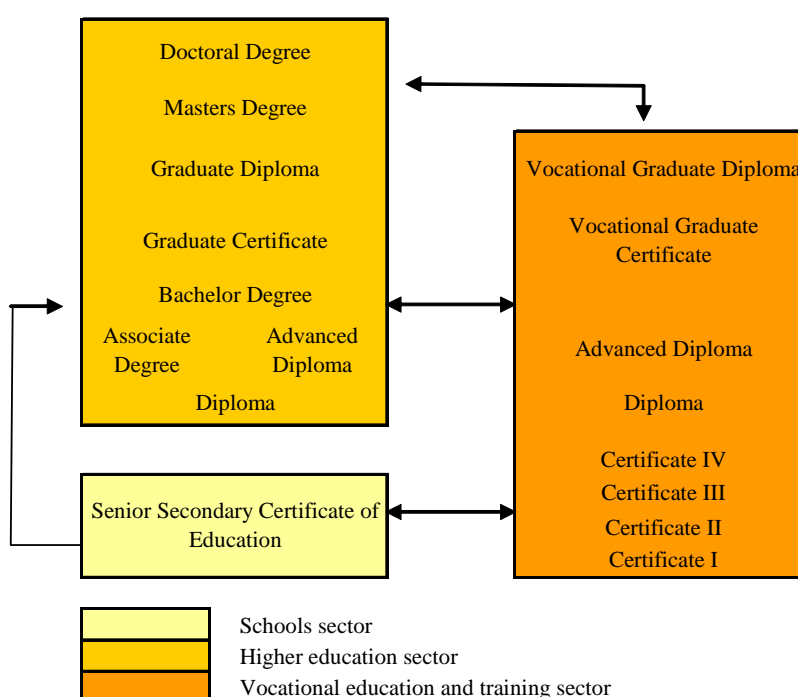 Doctoral Degree
Masters Degree
Graduate Diploma
Graduate Certificate
Bachelor Degree
Associate
Degree
Advanced
Diploma
Diploma
Senior Secondary Certificate of
Education
Vocational Graduate Diploma
Vocational Graduate
Certificate
Advanced Diploma
Diploma
Certificate IV
Certificate III
Certificate II
Certificate I
Schools sector
Higher education sector
Vocational education and training sector